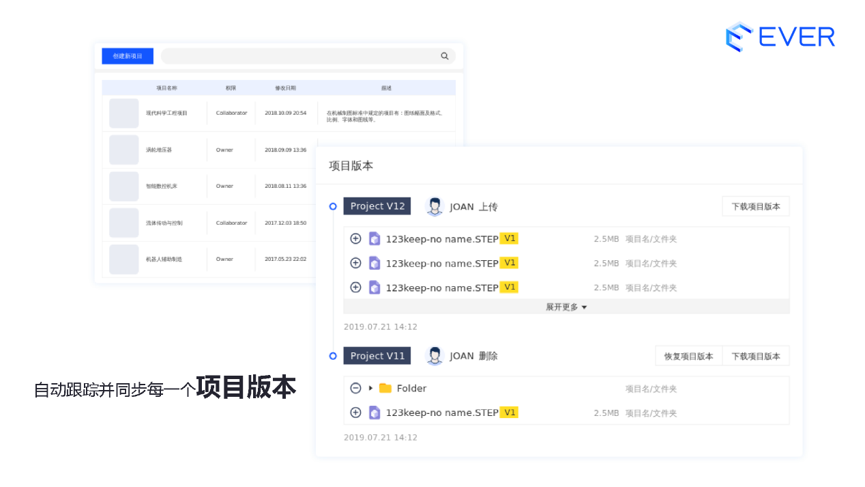 EVER
创建新项目
项目名称 权限 修改日期 描述
现代科学工程项目 Collaborator 2018.10.09 20:54 在机械制图标准中规定的项目有：图纸幅面及格式、
比例、字体和图线等。
涡轮增压器 Owner 2018.09.09 13:36
智能数控机床 Owner 2018.08.11 13:36
流体传动与控制 Collaborator 2017.12.03 18:50
机器人辅助制造 Owner 2017.05.23 22:02
项目版本
Project V12 JOAN 上传 下载项目版本
123keep-no name.STEP V1 2.5MB 项目名/文件夹
123keep-no name.STEP V1 2.5MB 项目名/文件夹
123keep-no name.STEP V1 2.5MB 项目名/文件夹
展开更多
2019.07.21 14:12
Project V11 JOAN 删除 恢复项目版本 下载项目版本
Folder 项目名/文件夹
123keep-no name.STEP V1 2.5MB 项目名/文件夹
2019.07.21 14:12
自动跟踪并同步每一个项目版本